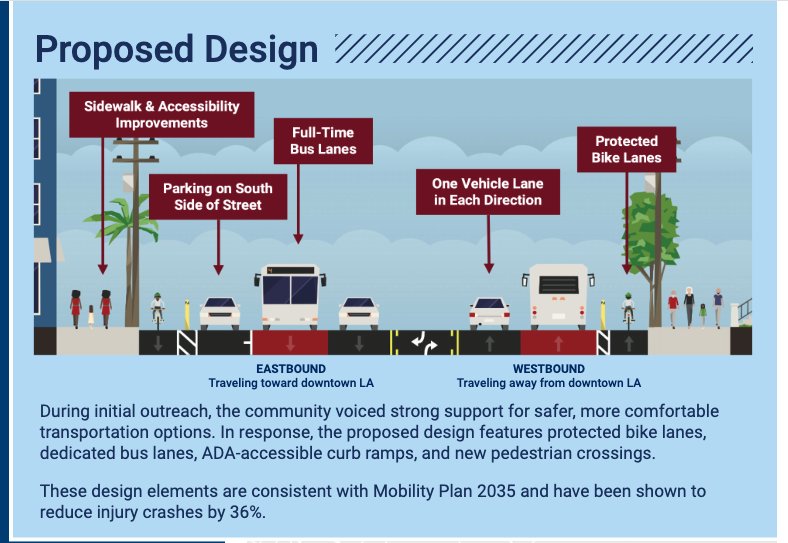 Proposed Design
Sidewalk & Accessibility
Improvements
Full-Time
Bus Lanes
Protected
Bike Lanes
Parking on South
Side of Street
One Vehicle Lane
in Each Direction
EASTBOUND
Traveling toward downtown LA
WESTBOUND
Traveling away from downtown LA
During initial outreach, the community voiced strong support for safer, more comfortable
transportation options. In response, the proposed design features protected bike lanes,
dedicated bus lanes, ADA-accessible curb ramps, and new pedestrian crossings.
These design elements are consistent with Mobility Plan 2035 and have been shown to
reduce injury crashes by 36%.